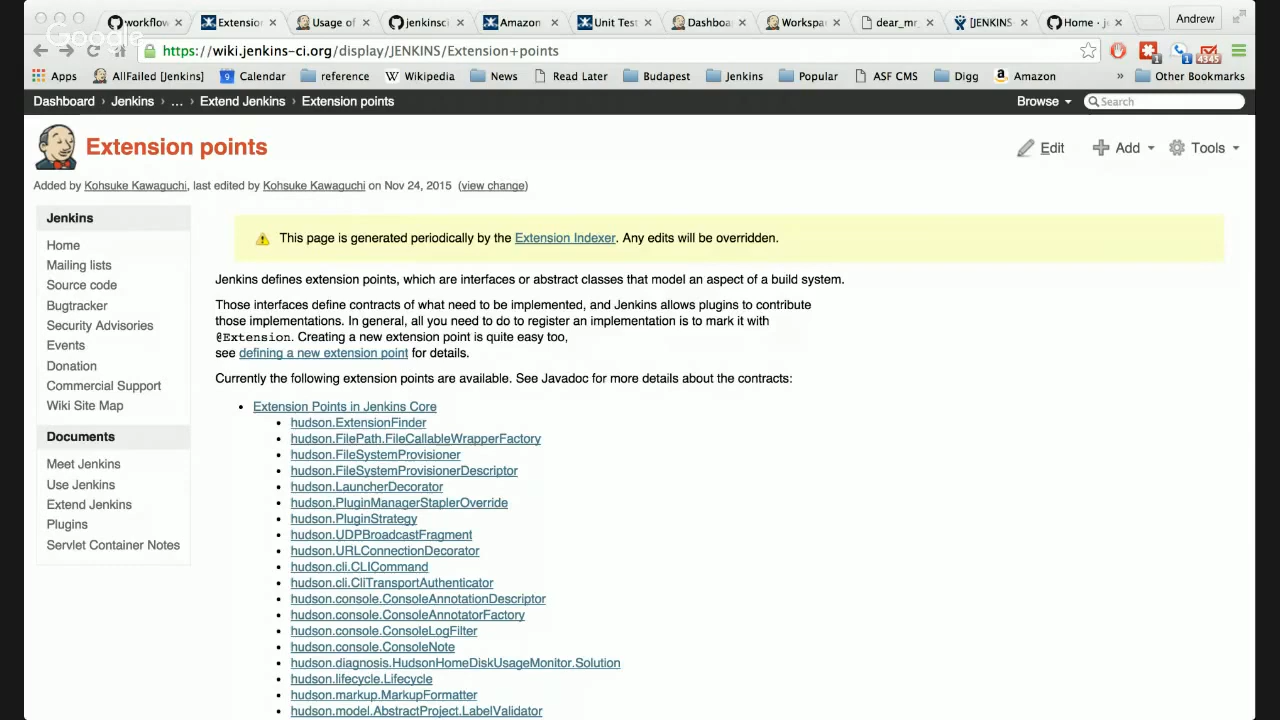 workflow
Extension
Usage of
jenkinsci
Amazon
Unit Test
Dashboa
Workspa
dear_mr_
[JENKINS
Home · je
Andrew
Google
https://wiki.jenkins-ci.org/display/JENKINS/Extension+points
1
1
4345
Apps
AllFailed [Jenkins]
9
Calendar
reference
Wikipedia
News
Read Later
Budapest
Jenkins
Popular
ASF CMS
Digg
Amazon
»
Other Bookmarks
Dashboard › Jenkins › ... › Extend Jenkins › Extension points
Browse
Search
Extension points
Edit
Add
Tools
Added by Kohsuke Kawaguchi, last edited by Kohsuke Kawaguchi on Nov 24, 2015 (view change)
Jenkins
Home
Mailing lists
Source code
Bugtracker
Security Advisories
Events
Donation
Commercial Support
Wiki Site Map
Documents
Meet Jenkins
Use Jenkins
Extend Jenkins
Plugins
Servlet Container Notes
This page is generated periodically by the Extension Indexer. Any edits will be overridden.
Jenkins defines extension points, which are interfaces or abstract classes that model an aspect of a build system.
Those interfaces define contracts of what need to be implemented, and Jenkins allows plugins to contribute
those implementations. In general, all you need to do to register an implementation is to mark it with
@Extension. Creating a new extension point is quite easy too,
see defining a new extension point for details.
Currently the following extension points are available. See Javadoc for more details about the contracts:
• Extension Points in Jenkins Core
• hudson.ExtensionFinder
• hudson.FilePath.FileCallableWrapperFactory
• hudson.FileSystemProvisioner
• hudson.FileSystemProvisionerDescriptor
• hudson.LauncherDecorator
• hudson.PluginManagerStaplerOverride
• hudson.PluginStrategy
• hudson.UDPBroadcastFragment
• hudson.URLConnectionDecorator
• hudson.cli.CLICommand
• hudson.cli.CliTransportAuthenticator
• hudson.console.ConsoleAnnotationDescriptor
• hudson.console.ConsoleAnnotatorFactory
• hudson.console.ConsoleLogFilter
• hudson.console.ConsoleNote
• hudson.diagnosis.HudsonHomeDiskUsageMonitor.Solution
• hudson.lifecycle.Lifecycle
• hudson.markup.MarkupFormatter
• hudson.model.AbstractProject.LabelValidator